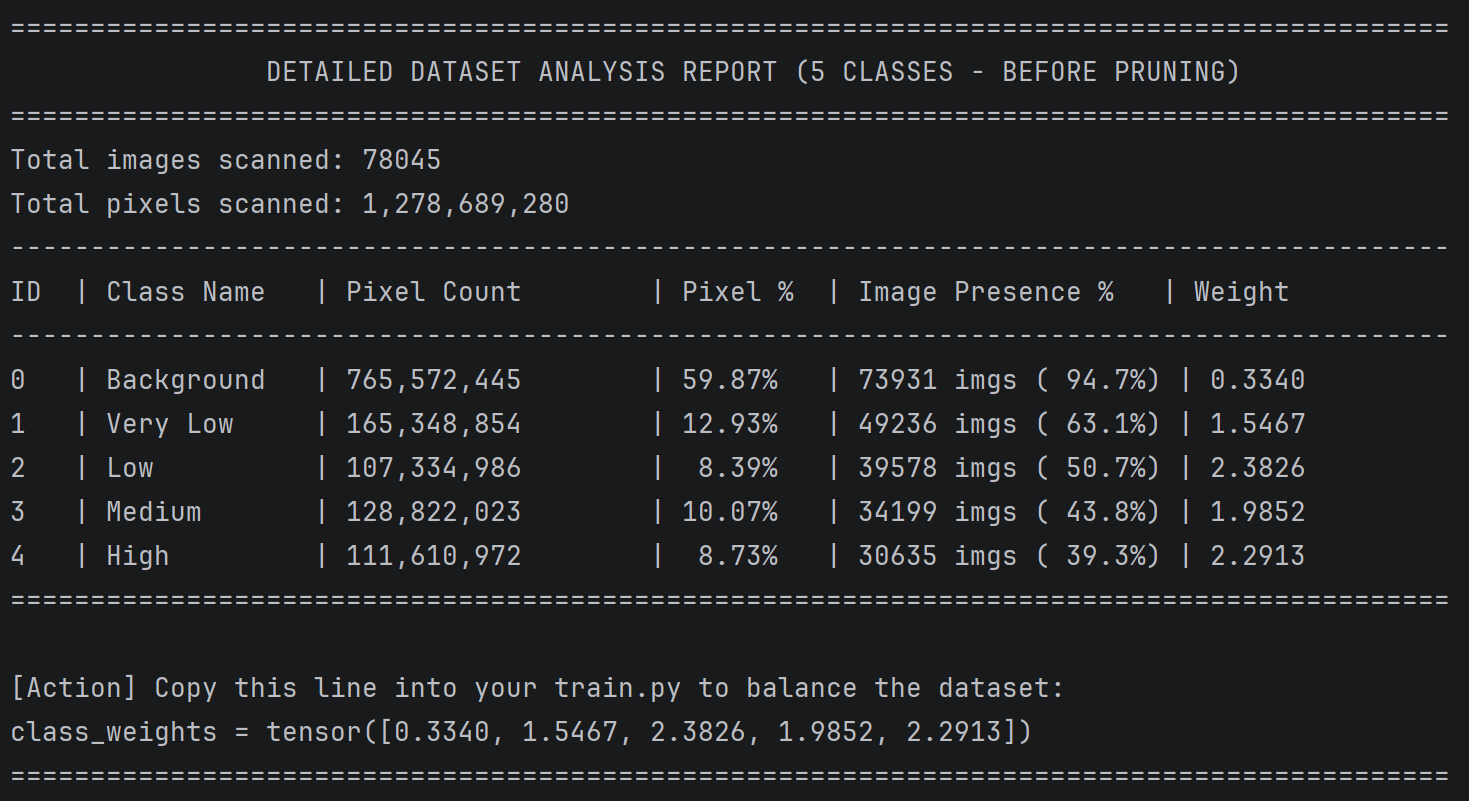 ==========================================================================================
DETAILED DATASET ANALYSIS REPORT (5 CLASSES - BEFORE PRUNING)
==========================================================================================
Total images scanned: 78045
Total pixels scanned: 1,278,689,280
------------------------------------------------------------------------------------------
ID  | Class Name   | Pixel Count        | Pixel %  | Image Presence %   | Weight
------------------------------------------------------------------------------------------
0   | Background   | 765,572,445        | 59.87%   | 73931 imgs ( 94.7%) | 0.3340
1   | Very Low     | 165,348,854        | 12.93%   | 49236 imgs ( 63.1%) | 1.5467
2   | Low          | 107,334,986        |  8.39%   | 39578 imgs ( 50.7%) | 2.3826
3   | Medium       | 128,822,023        | 10.07%   | 34199 imgs ( 43.8%) | 1.9852
4   | High         | 111,610,972        |  8.73%   | 30635 imgs ( 39.3%) | 2.2913
==========================================================================================
[Action] Copy this line into your train.py to balance the dataset:
class_weights = tensor([0.3340, 1.5467, 2.3826, 1.9852, 2.2913])
==========================================================================================